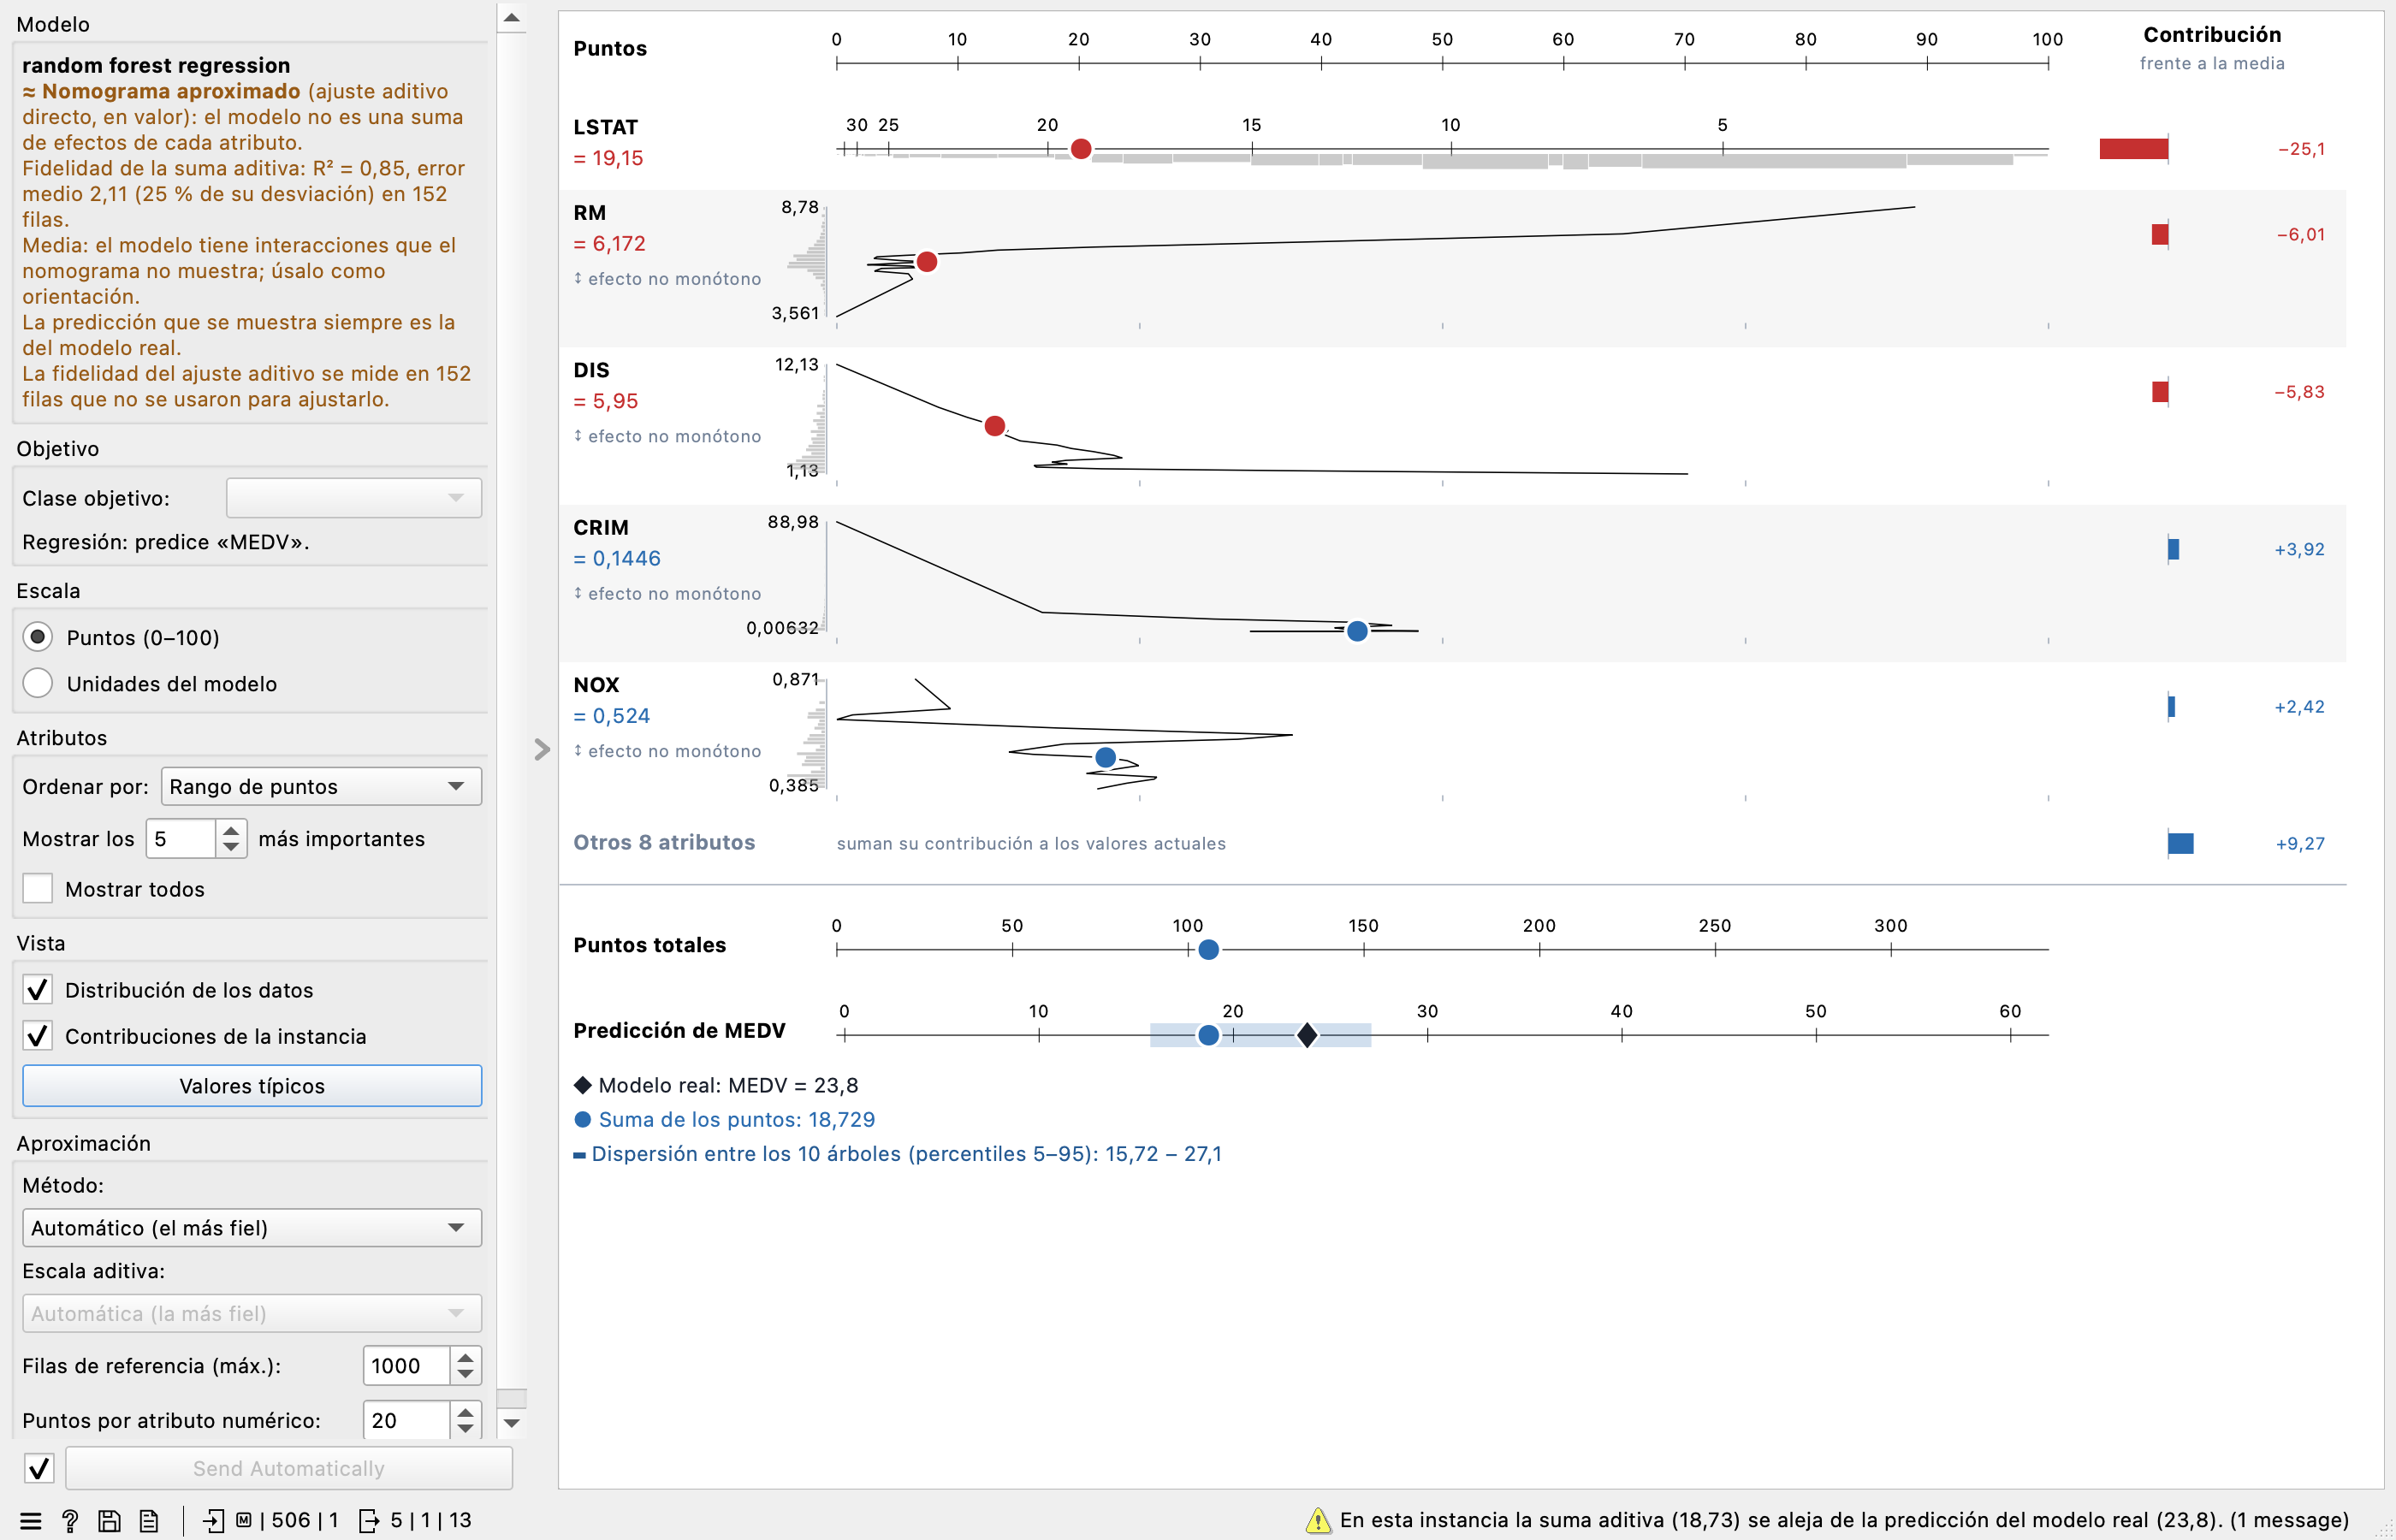 Modelo
random forest regression
≈ Nomograma aproximado (ajuste aditivo
directo, en valor): el modelo no es una suma
de efectos de cada atributo.
Fidelidad de la suma aditiva: R² = 0,85, error
medio 2,11 (25 % de su desviación) en 152
filas.
Media: el modelo tiene interacciones que el
nomograma no muestra; úsalo como
orientación.
La predicción que se muestra siempre es la
del modelo real.
La fidelidad del ajuste aditivo se mide en 152
filas que no se usaron para ajustarlo.
Objetivo
Clase objetivo:
Regresión: predice «MEDV».
Escala
Puntos (0–100)
Unidades del modelo
Atributos
Ordenar por: Rango de puntos
Mostrar los 5 más importantes
Mostrar todos
Vista
Distribución de los datos
Contribuciones de la instancia
Valores típicos
Aproximación
Método:
Automático (el más fiel)
Escala aditiva:
Automática (la más fiel)
Filas de referencia (máx.): 1000
Puntos por atributo numérico: 20
Send Automatically
| 506 | 1 5 | 1 | 13
Puntos 0 10 20 30 40 50 60 70 80 90 100 Contribución
frente a la media
LSTAT 30 25 20 15 10 5
= 19,15 −25,1
RM 8,78
= 6,172 −6,01
↕ efecto no monótono
3,561
DIS 12,13
= 5,95 −5,83
↕ efecto no monótono
1,13
CRIM 88,98
= 0,1446 +3,92
↕ efecto no monótono
0,00632
NOX 0,871
= 0,524 +2,42
↕ efecto no monótono
0,385
Otros 8 atributos suman su contribución a los valores actuales +9,27
Puntos totales 0 50 100 150 200 250 300
Predicción de MEDV 0 10 20 30 40 50 60
◆ Modelo real: MEDV = 23,8
● Suma de los puntos: 18,729
Dispersión entre los 10 árboles (percentiles 5–95): 15,72 – 27,1
En esta instancia la suma aditiva (18,73) se aleja de la predicción del modelo real (23,8). (1 message)